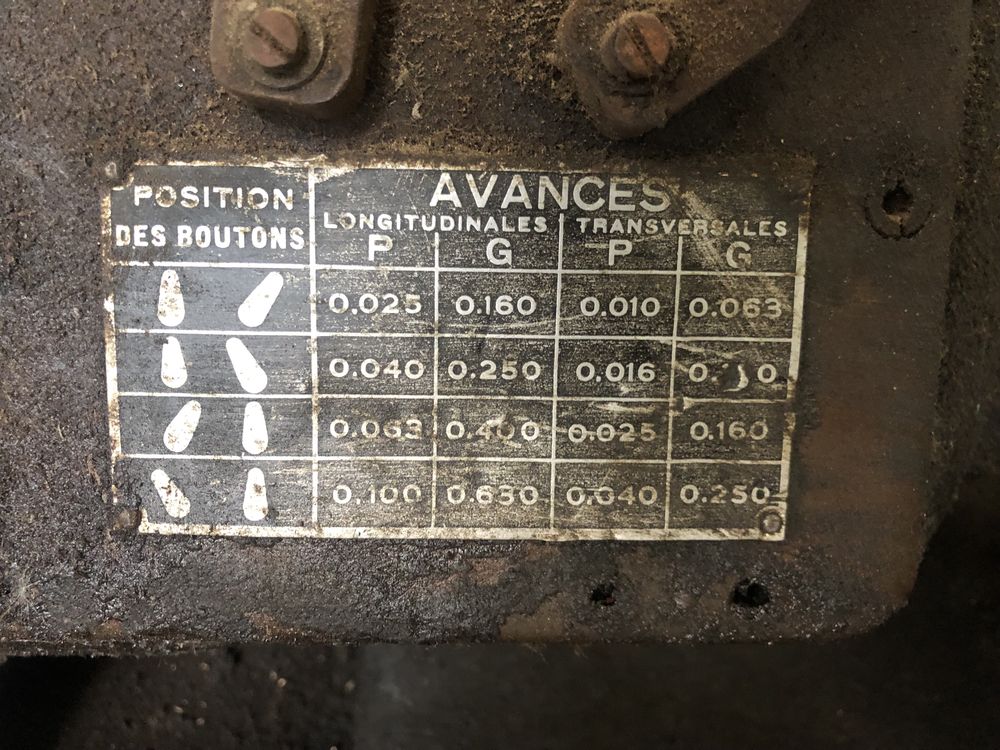 POSITION DES BOUTONS
AVANCES
LONGITUDINALES TRANSVERSALES
P G P G
0.025 0.160 0.010 0.063
0.040 0.250 0.016
0.063 0.400 0.025 0.160
0.100 0.630 0.040 0.250